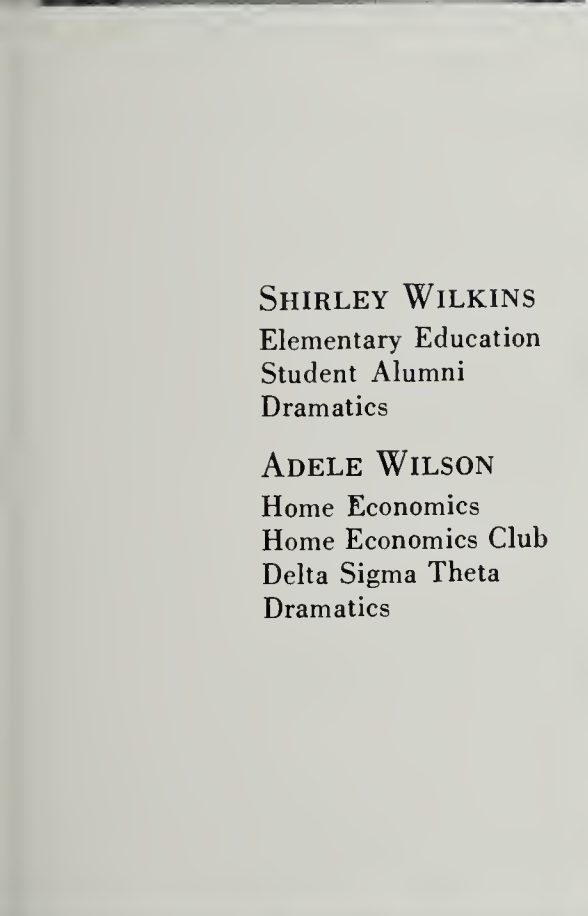 SHIRLEY WILKINS
Elementary Education
Student Alumni
Dramatics
ADELE WILSON
Home Economics
Home Economics Club
Delta Sigma Theta
Dramatics